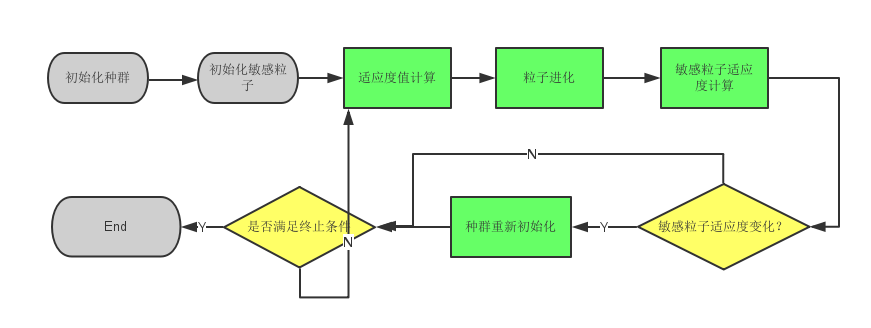 初始化种群
初始化敏感粒
子
适应度值计算
粒子进化
敏感粒子适应
度计算
N
End
Y
是否满足终止条件
N
种群重新初始化
Y
敏感粒子适应度变化？